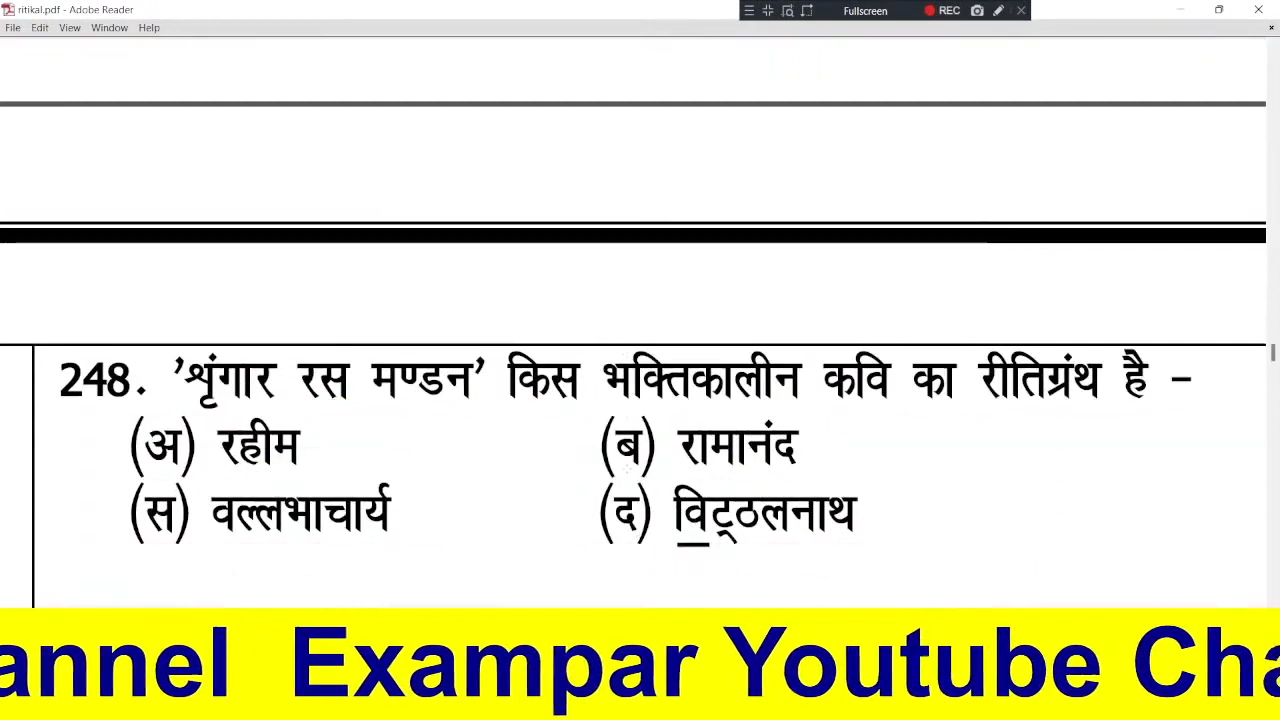 ritikal.pdf - Adobe Reader
Fullscreen REC
File Edit View Window Help
248. 'शृंगार रस मण्डन' किस भक्तिकालीन कवि का रीतिग्रंथ है -
(अ) रहीम (ब) रामानंद
(स) वल्लभाचार्य (द) विट्ठलनाथ
annel Exampar Youtube Cha